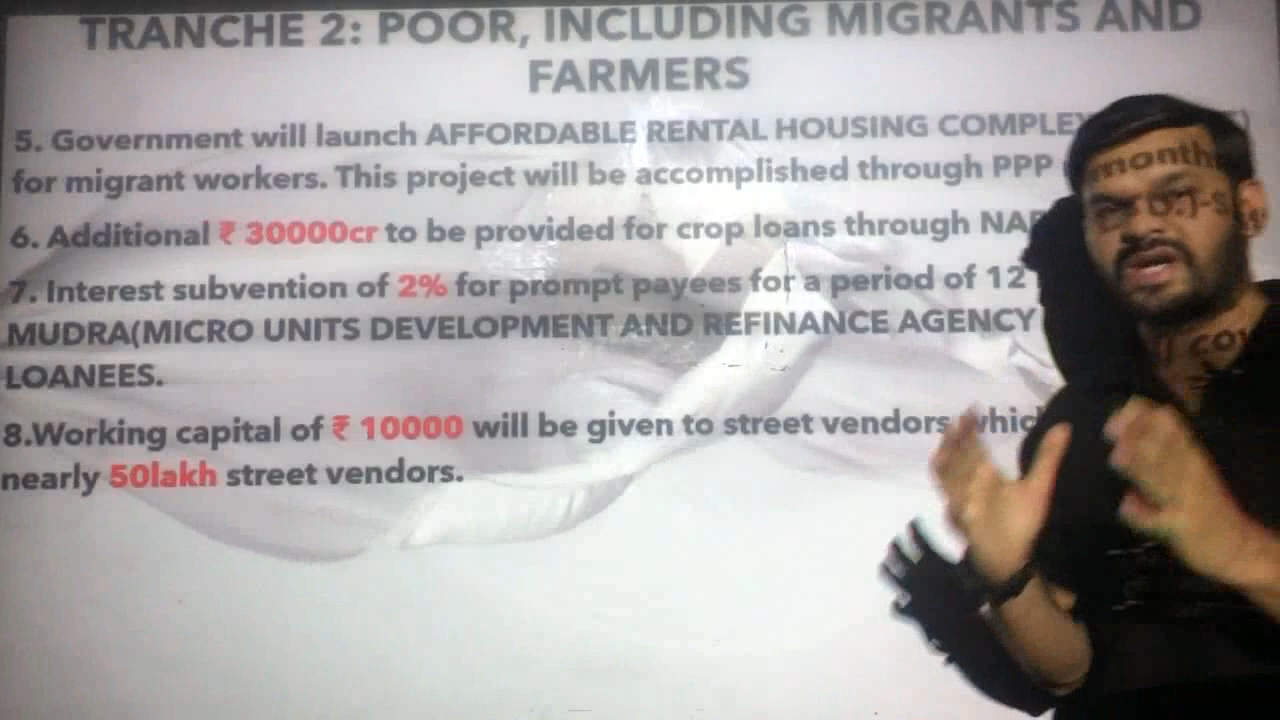 TRANCHE 2: POOR, INCLUDING MIGRANTS AND
FARMERS
5. Government will launch AFFORDABLE RENTAL HOUSING
for migrant workers. This project will be accomplished through PPP
6. Additional ₹ 30000cr to be provided for crop loans through
7. Interest subvention of 2% for prompt payees for a period of 12
MUDRA(MICRO UNITS DEVELOPMENT AND REFINANCE AGENCY
LOANEES.
8.Working capital of ₹ 10000 will be given to street vendors
nearly 50lakh street vendors.